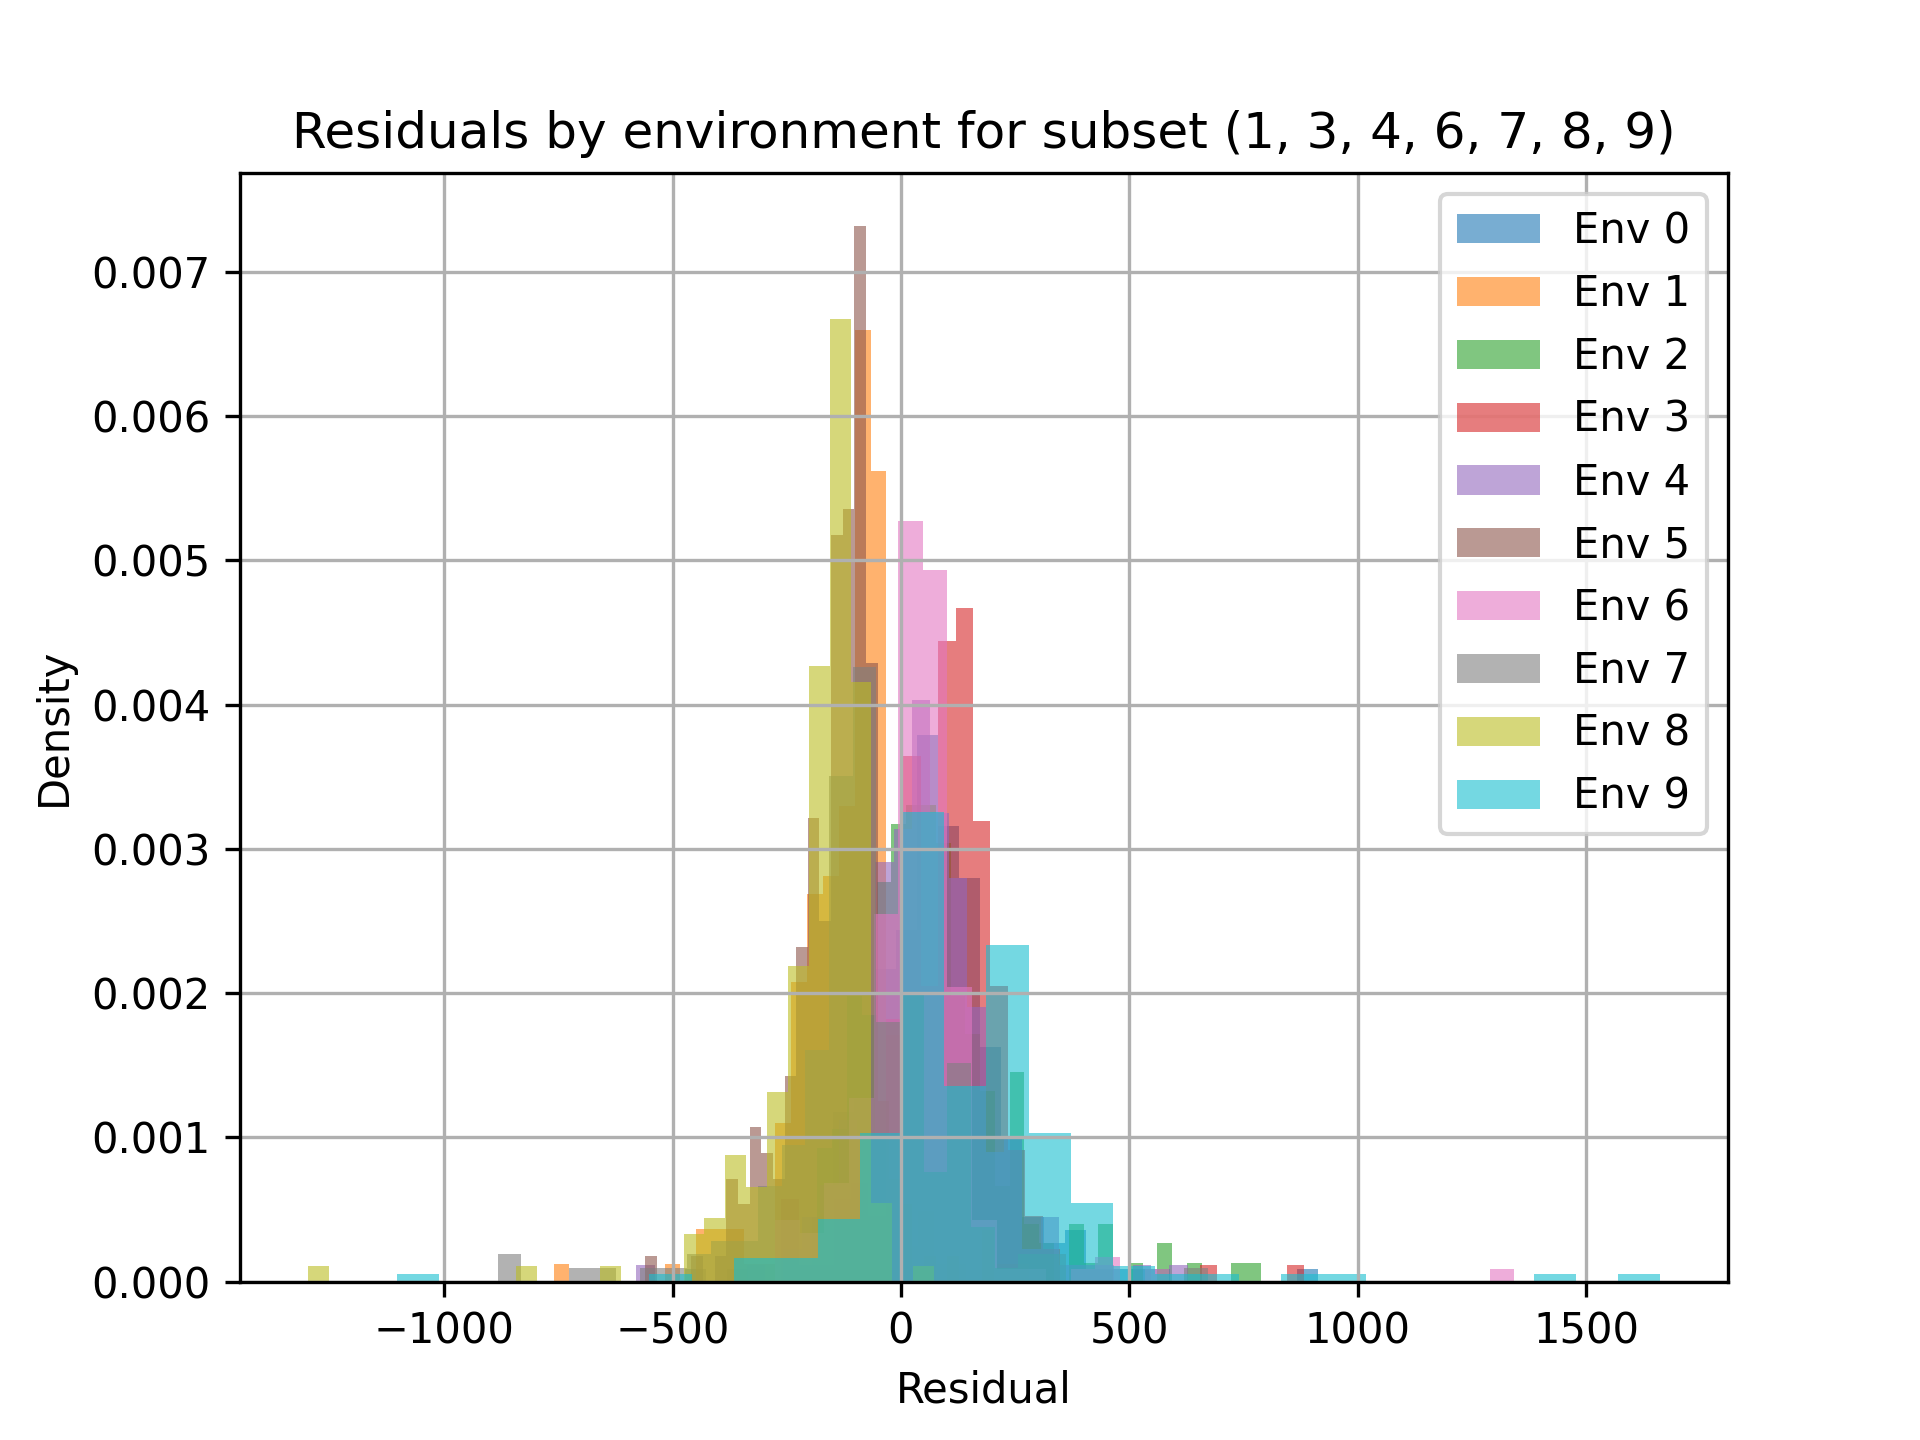 Residuals by environment for subset (1, 3, 4, 6, 7, 8, 9)
Env 0
Env 1
Env 2
Env 3
Env 4
Env 5
Env 6
Env 7
Env 8
Env 9
Density
0.007
0.006
0.005
0.004
0.003
0.002
0.001
0.000
−1000 −500 0 500 1000 1500
Residual